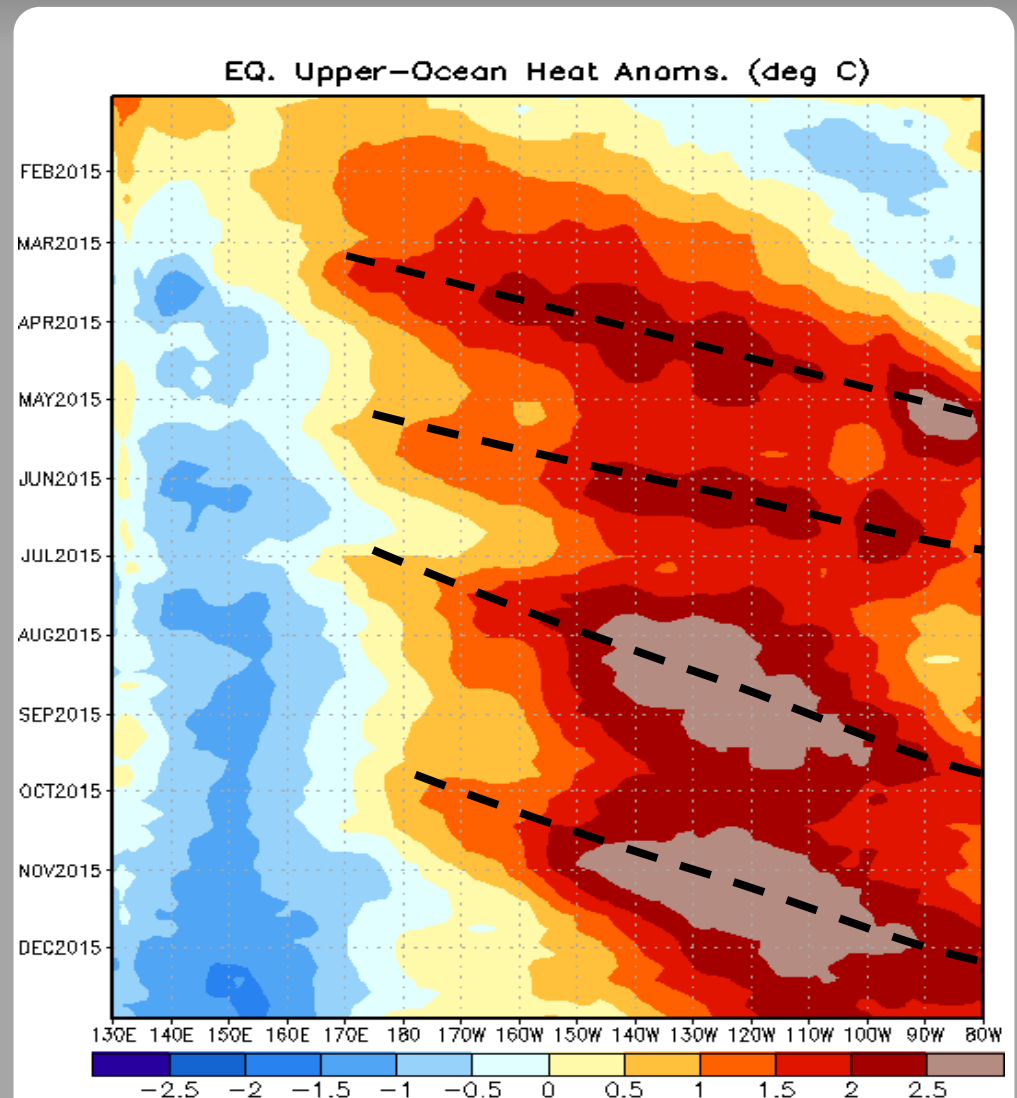 EQ. Upper-Ocean Heat Anoms. (deg C)
FEB2015
MAR2015
APR2015
MAY2015
JUN2015
JUL2015
AUG2015
SEP2015
OCT2015
NOV2015
DEC2015
130E 140E 150E 160E 170E 180 170W 160W 150W 140W 130W 120W 110W 100W 90W 80W
-2.5 -2 -1.5 -1 -0.5 0 0.5 1 1.5 2 2.5